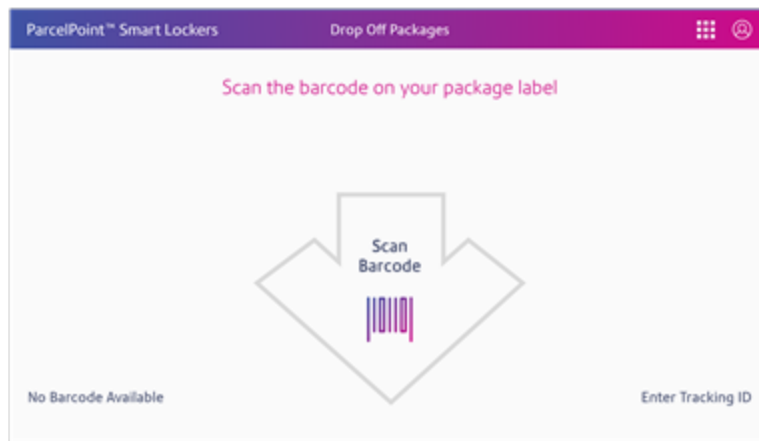 ParcelPoint™ Smart Lockers
Drop Off Packages
Scan the barcode on your package label
Scan
Barcode
No Barcode Available
Enter Tracking ID